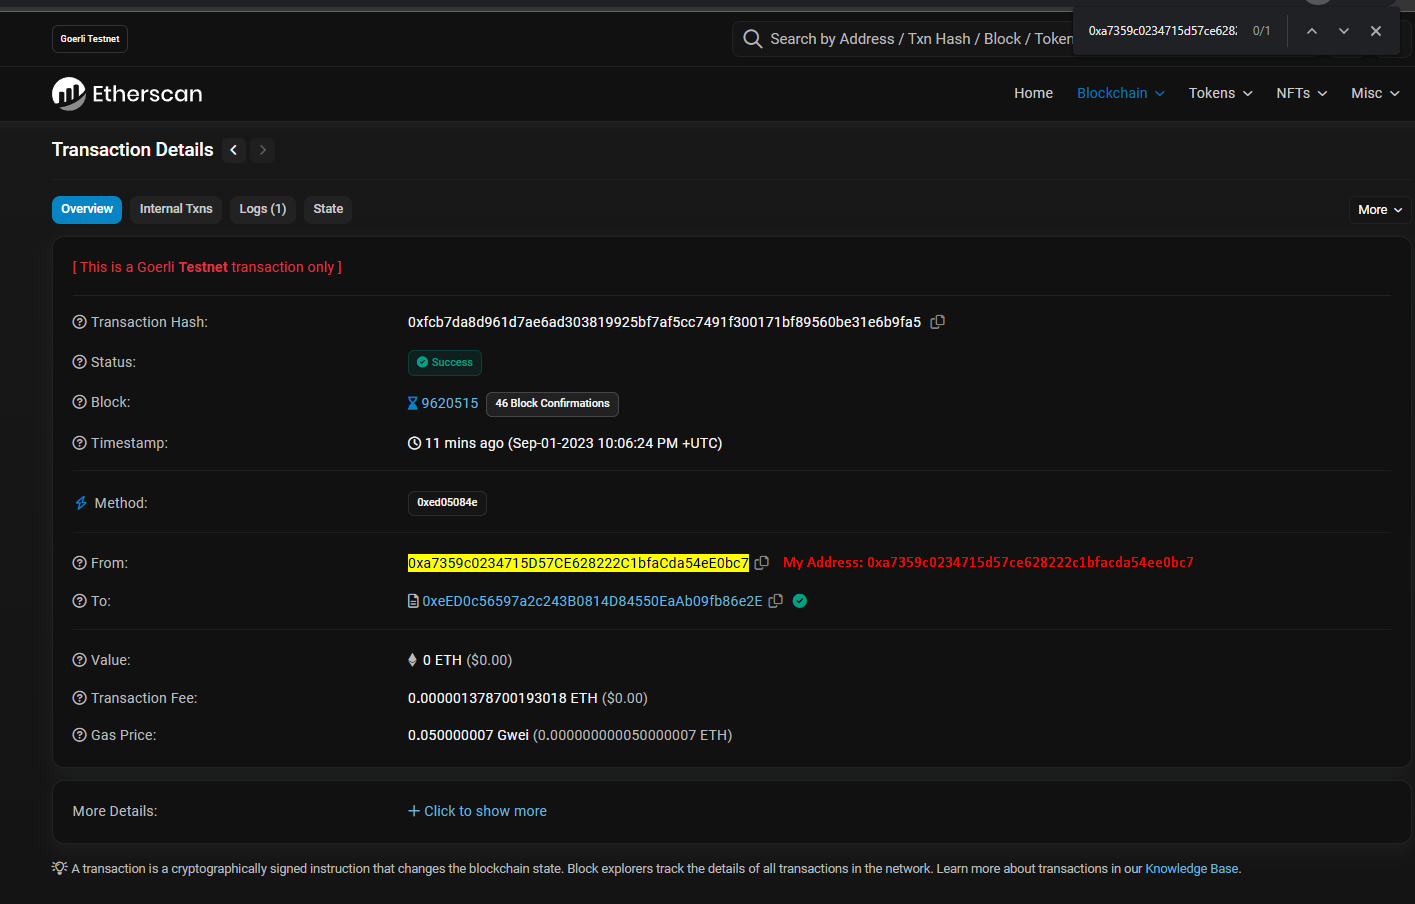 Goerli Testnet
Search by Address / Txn Hash / Block / Token
0xa7359c0234715d57ce628 0/1
Etherscan
Home Blockchain Tokens NFTs Misc
Transaction Details
Overview Internal Txns Logs (1) State
More
[ This is a Goerli Testnet transaction only ]
Transaction Hash: 0xfcb7da8d961d7ae6ad303819925bf7af5cc7491f300171bf89560be31e6b9fa5
Status: Success
Block: 9620515 46 Block Confirmations
Timestamp: 11 mins ago (Sep-01-2023 10:06:24 PM +UTC)
Method: 0xed05084e
From: 0xa7359c0234715D57CE628222C1bfaCda54eE0bc7 My Address: 0xa7359c0234715d57ce628222c1bfacda54ee0bc7
To: 0xeED0c56597a2c243B0814D84550EaAb09fb86e2E
Value: 0 ETH ($0.00)
Transaction Fee: 0.000001378700193018 ETH ($0.00)
Gas Price: 0.050000007 Gwei (0.000000000050000007 ETH)
More Details: + Click to show more
A transaction is a cryptographically signed instruction that changes the blockchain state. Block explorers track the details of all transactions in the network. Learn more about transactions in our Knowledge Base.